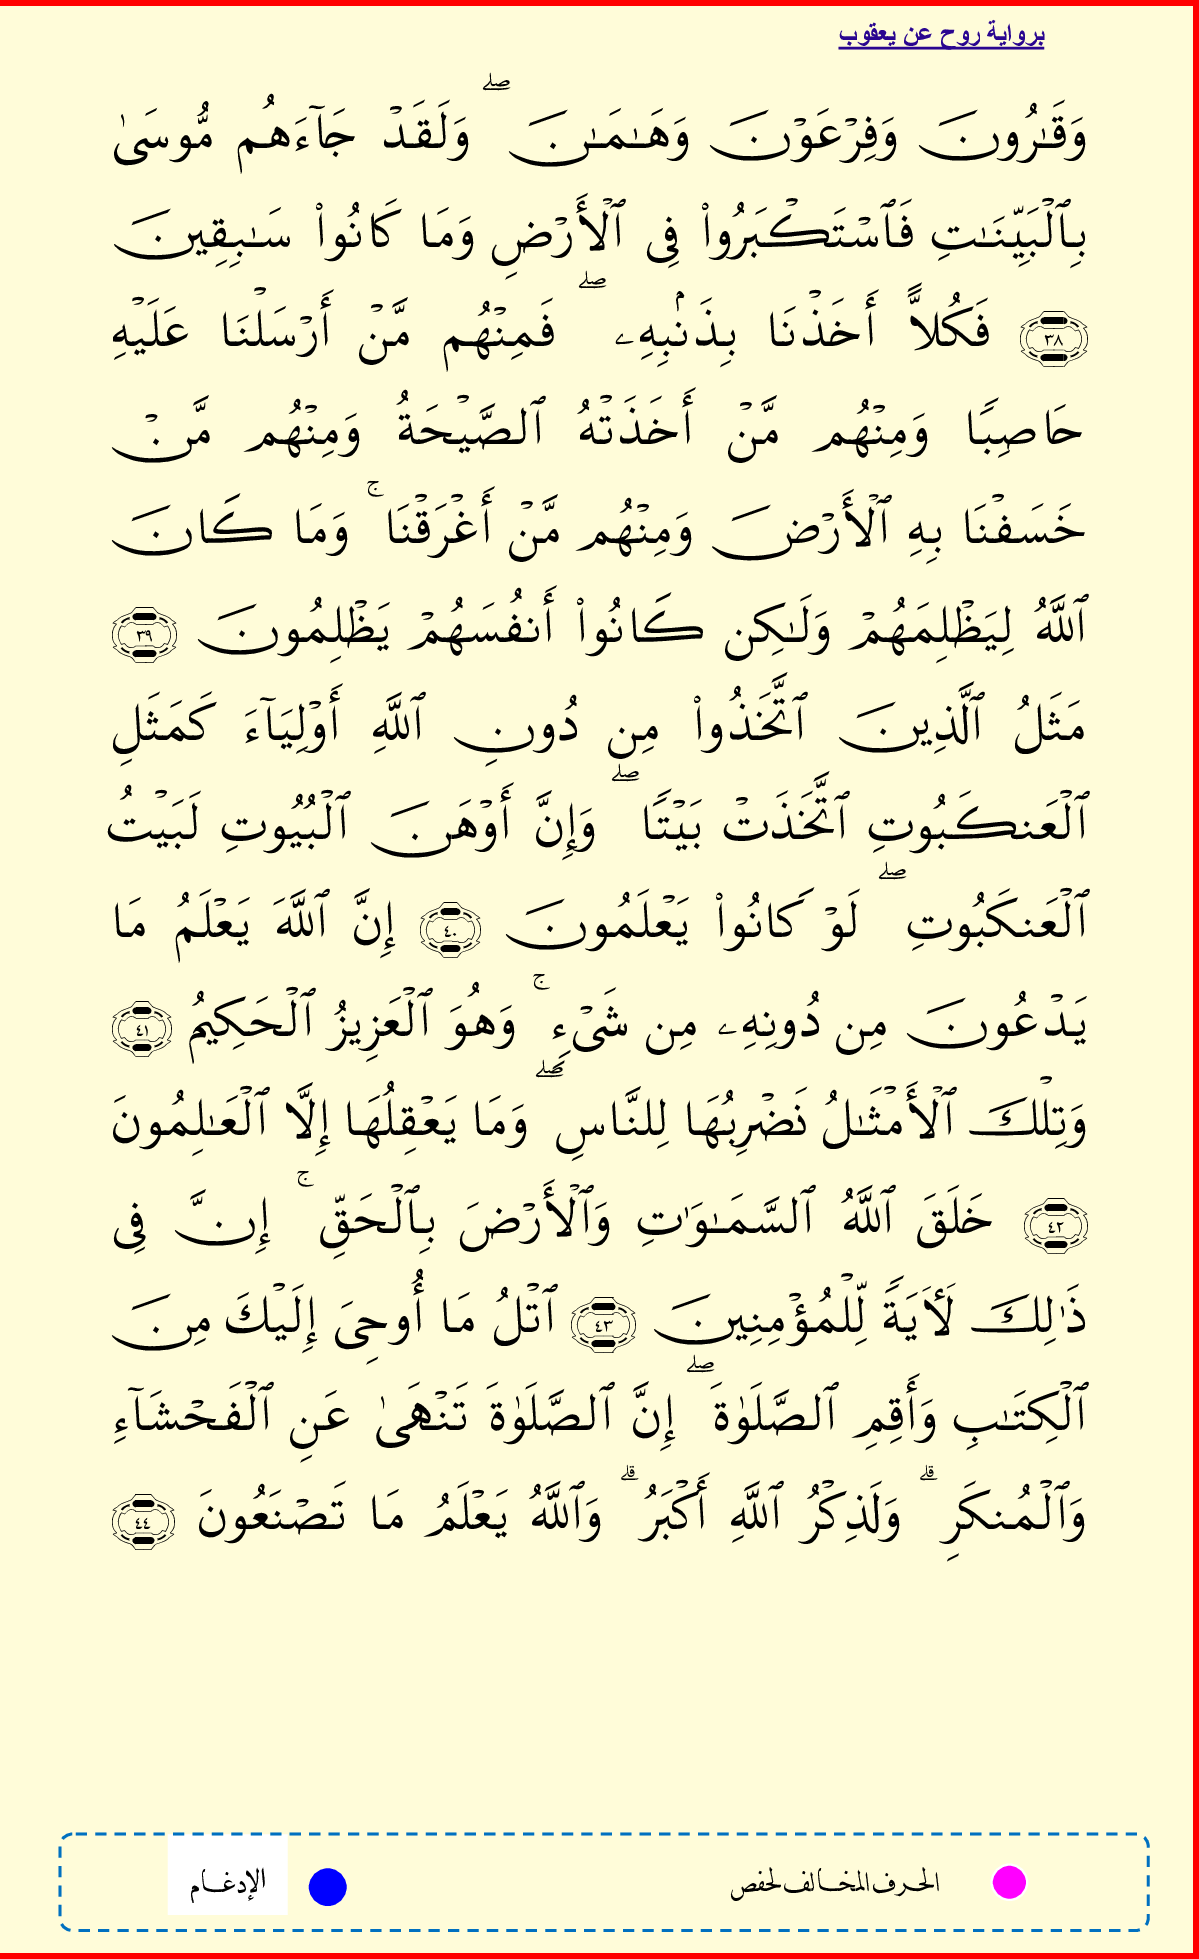 برواية روح عن يعقوب
وَقَـٰرُونَ وَفِرْعَوْنَ وَهَـٰمَـٰنَ ۖ وَلَقَدْ جَآءَهُم مُّوسَىٰ
بِٱلْبَيِّنَـٰتِ فَٱسْتَكْبَرُوا۟ فِى ٱلْأَرْضِ وَمَا كَانُوا۟ سَـٰبِقِينَ
٣٨ فَكُلاًّ أَخَذْنَا بِذَنۢبِهِۦ ۖ فَمِنْهُم مَّنْ أَرْسَلْنَا عَلَيْهِ
حَاصِبًا وَمِنْهُم مَّنْ أَخَذَتْهُ ٱلصَّيْحَةُ وَمِنْهُم مَّنْ
خَسَفْنَا بِهِ ٱلْأَرْضَ وَمِنْهُم مَّنْ أَغْرَقْنَا ۚ وَمَا كَانَ
ٱللَّهُ لِيَظْلِمَهُمْ وَلَـٰكِن كَانُوا۟ أَنفُسَهُمْ يَظْلِمُونَ ٣٩
مَثَلُ ٱلَّذِينَ ٱتَّخَذُوا۟ مِن دُونِ ٱللَّهِ أَوْلِيَآءَ كَمَثَلِ
ٱلْعَنكَبُوتِ ٱتَّخَذَتْ بَيْتًا ۖ وَإِنَّ أَوْهَنَ ٱلْبُيُوتِ لَبَيْتُ
ٱلْعَنكَبُوتِ ۖ لَوْ كَانُوا۟ يَعْلَمُونَ ٤٠ إِنَّ ٱللَّهَ يَعْلَمُ مَا
يَدْعُونَ مِن دُونِهِۦ مِن شَىْءٍ ۚ وَهُوَ ٱلْعَزِيزُ ٱلْحَكِيمُ ٤١
وَتِلْكَ ٱلْأَمْثَـٰلُ نَضْرِبُهَا لِلنَّاسِ ۖ وَمَا يَعْقِلُهَا إِلَّا ٱلْعَـٰلِمُونَ
٤٢ خَلَقَ ٱللَّهُ ٱلسَّمَـٰوَٰتِ وَٱلْأَرْضَ بِٱلْحَقِّ ۚ إِنَّ فِى
ذَٰلِكَ لَـَٔايَةً لِّلْمُؤْمِنِينَ ٤٣ ٱتْلُ مَا أُوحِىَ إِلَيْكَ مِنَ
ٱلْكِتَـٰبِ وَأَقِمِ ٱلصَّلَوٰةَ ۖ إِنَّ ٱلصَّلَوٰةَ تَنْهَىٰ عَنِ ٱلْفَحْشَآءِ
وَٱلْمُنكَرِ ۗ وَلَذِكْرُ ٱللَّهِ أَكْبَرُ ۗ وَٱللَّهُ يَعْلَمُ مَا تَصْنَعُونَ ٤٤
الحرف المخالف لحفص
الإدغام